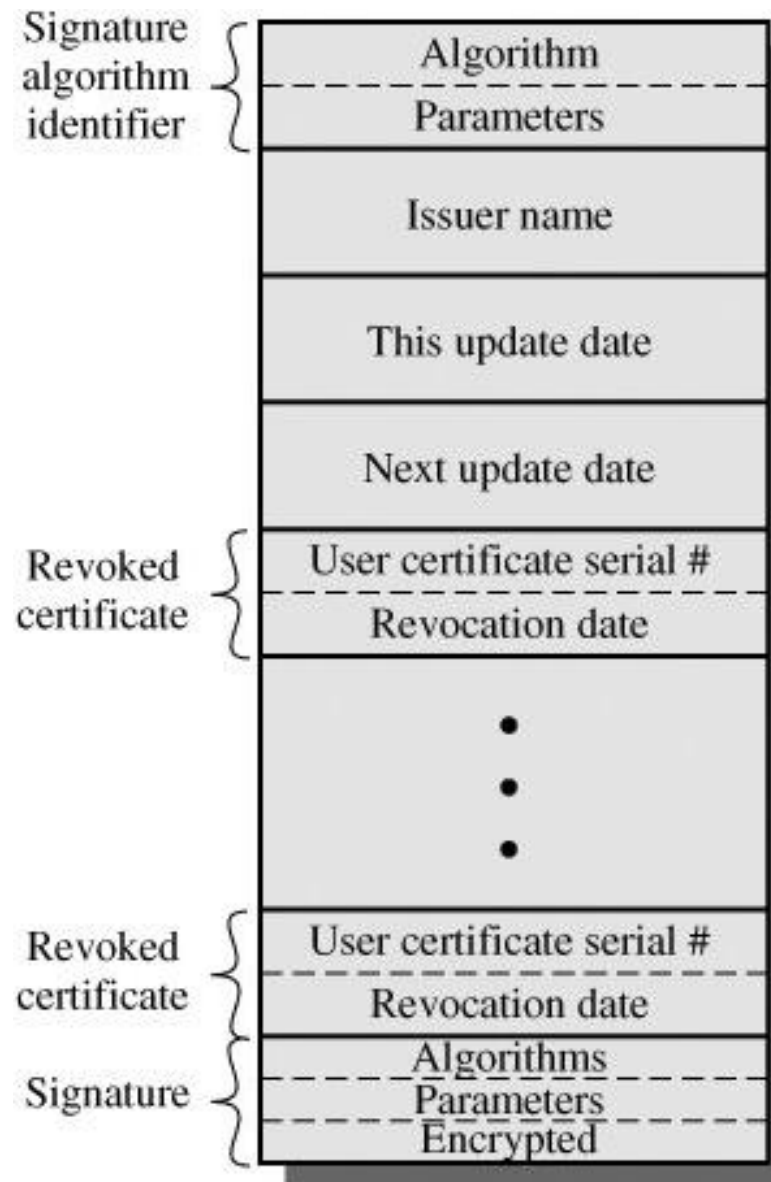 Signature
algorithm
identifier
Algorithm
Parameters
Issuer name
This update date
Next update date
Revoked
certificate
User certificate serial #
Revocation date
Revoked
certificate
User certificate serial #
Revocation date
Signature
Algorithms
Parameters
Encrypted